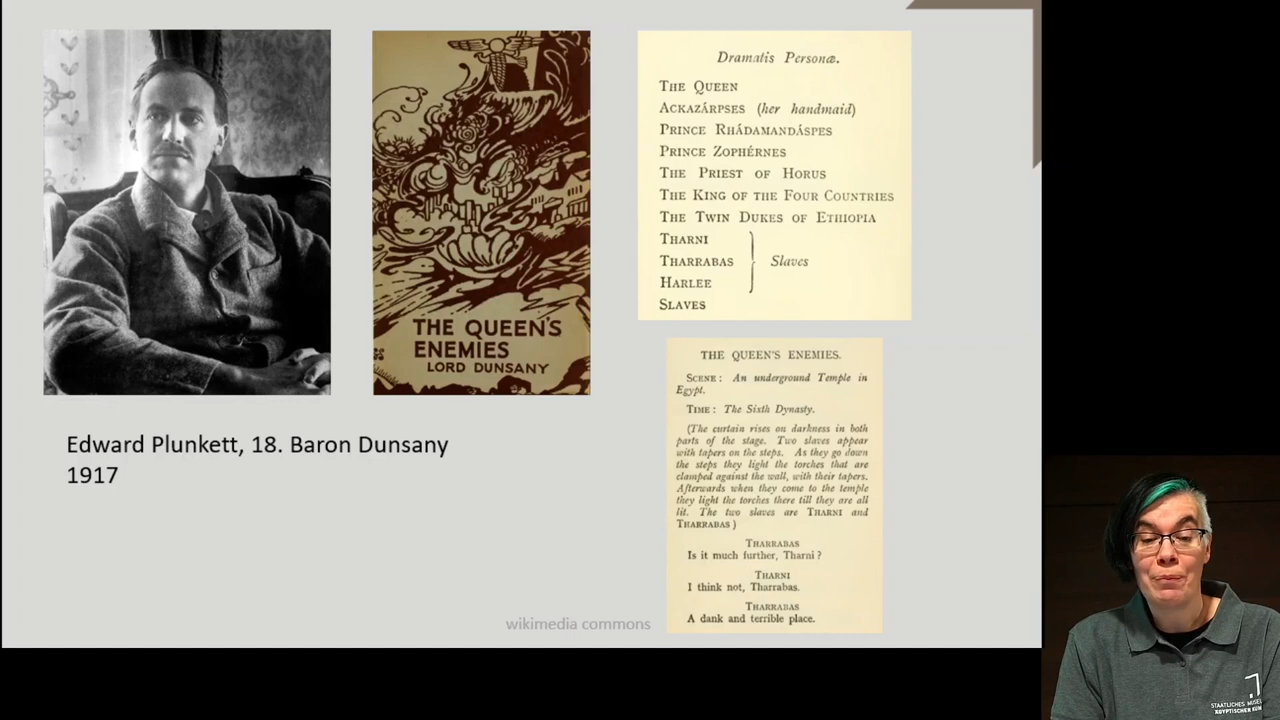 THE QUEEN'S
ENEMIES
LORD DUNSANY
Edward Plunkett, 18. Baron Dunsany
1917
wikimedia commons
Dramatis Personæ.
THE QUEEN
ACKAZÁRPSES (her handmaid)
PRINCE RHÁDAMANDÁSPES
PRINCE ZOPHÉRNES
THE PRIEST OF HORUS
THE KING OF THE FOUR COUNTRIES
THE TWIN DUKES OF ETHIOPIA
THARNI
THARRABAS
HARLEE
Slaves
SLAVES
THE QUEEN'S ENEMIES.
SCENE: An underground Temple in
Egypt.
TIME: The Sixth Dynasty.
(The curtain rises on darkness in both
parts of the stage. Two slaves appear
with tapers on the steps. As they go down
the steps they light the torches that are
clamped against the wall, with their tapers.
Afterwards when they come to the temple
they light the torches there till they are all
lit. The two slaves are THARNI and
THARRABAS)
THARRABAS
Is it much further, Tharni?
THARNI
I think not, Tharrabas.
THARRABAS
A dank and terrible place.
STAATLICHES